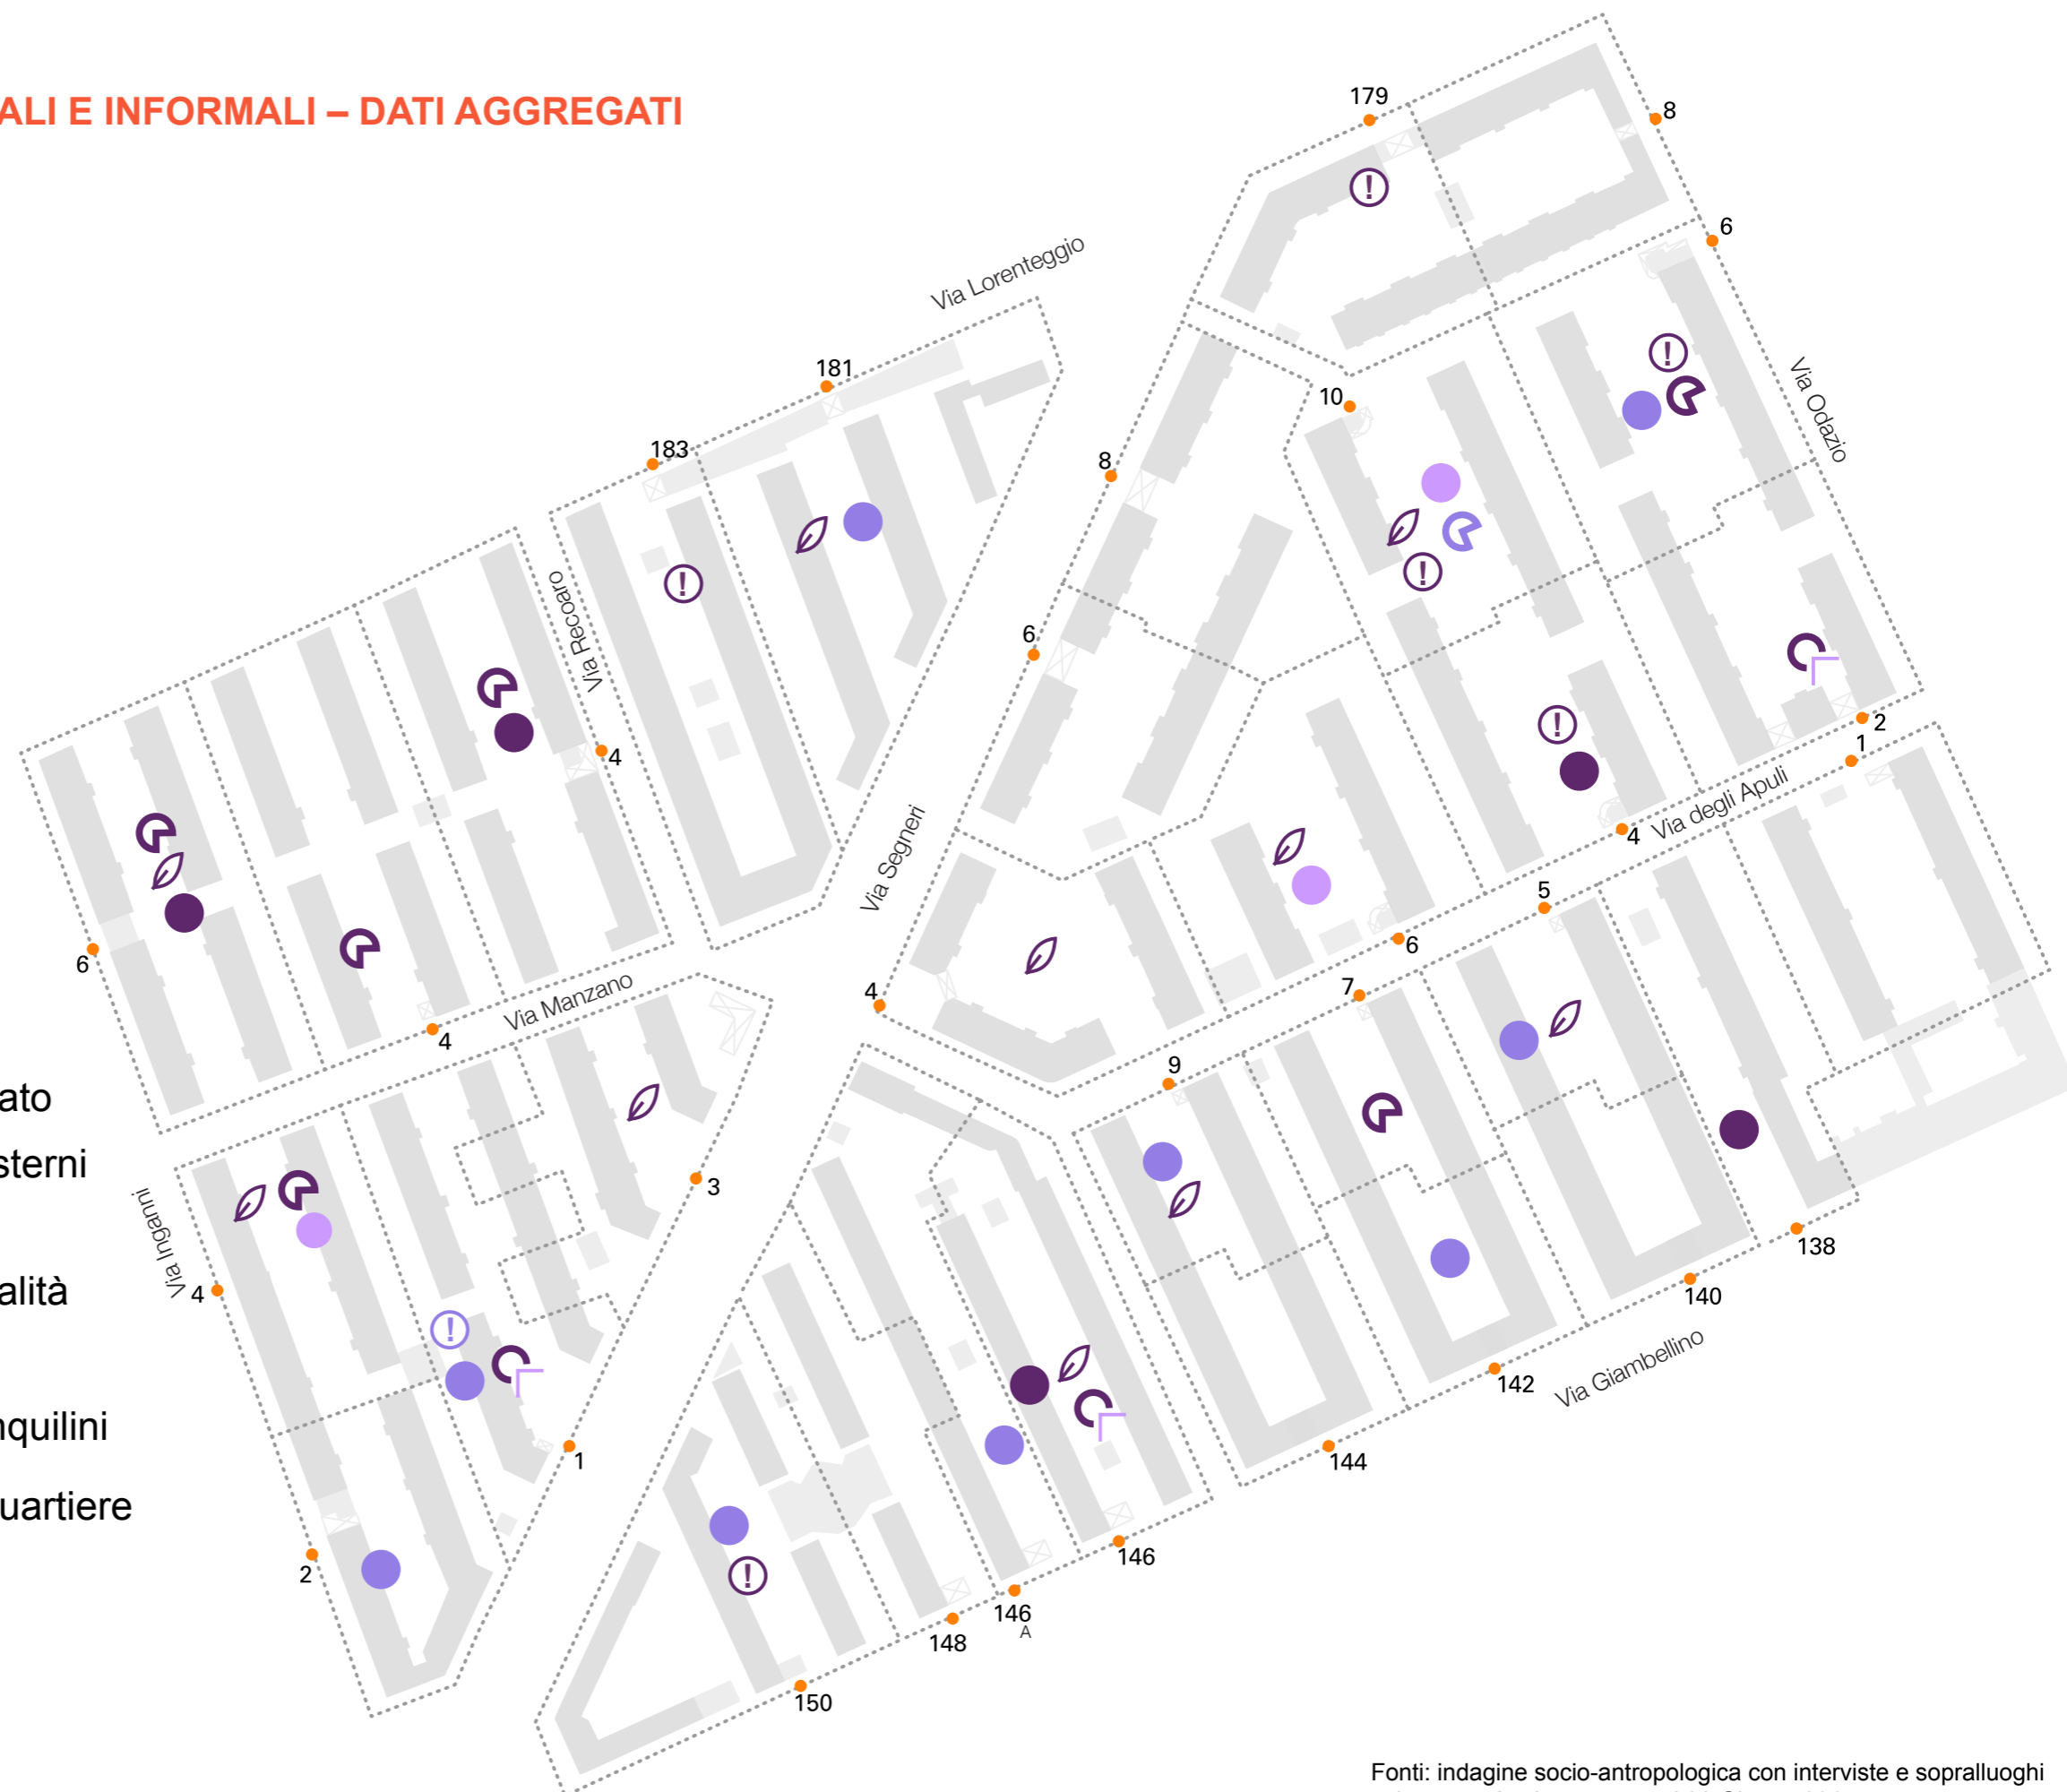 ALI E INFORMALI – DATI AGGREGATI
179
8
6
Via Lorenteggio
181
10
Via Odazio
183
8
Via Recoaro
6
4
2
1
Via degli Apuli
4
Via Segneri
5
6
6
7
4
Via Manzano
4
9
ato
sterni
3
Via Inganni
4
138
alità
140
Via Giambellino
142
nquilini
1
144
uartiere
2
146
146
A
148
150
Fonti: indagine socio-antropologica con interviste e sopralluoghi